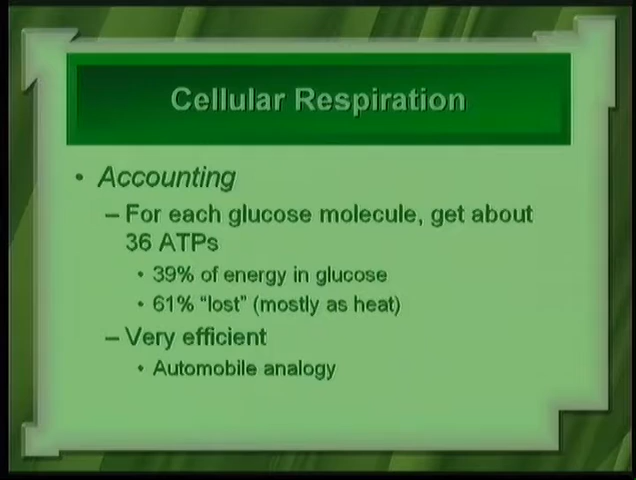 Cellular Respiration
• Accounting
– For each glucose molecule, get about
36 ATPs
• 39% of energy in glucose
• 61% “lost” (mostly as heat)
– Very efficient
• Automobile analogy